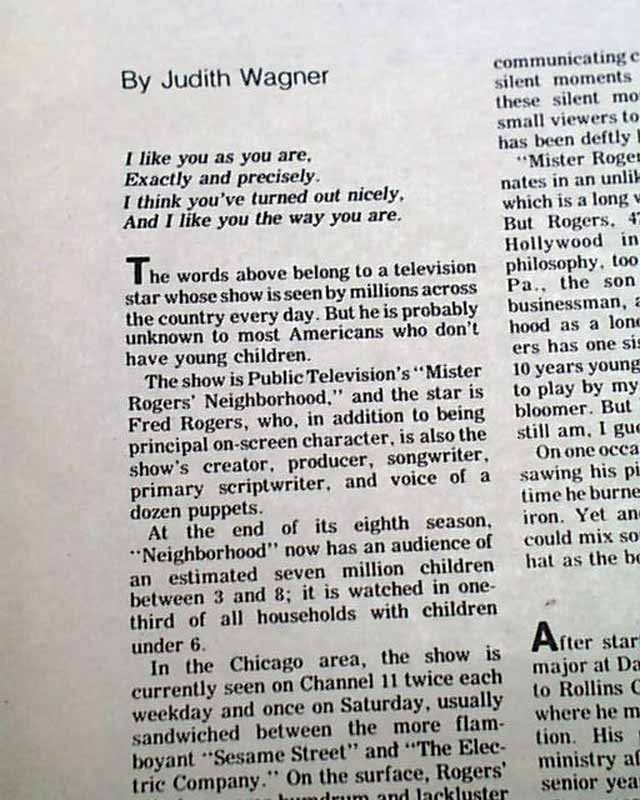 By Judith Wagner
I like you as you are,
Exactly and precisely.
I think you've turned out nicely,
And I like you the way you are.
The words above belong to a television
star whose show is seen by millions across
the country every day. But he is probably
unknown to most Americans who don't
have young children.
The show is Public Television's "Mister
Rogers' Neighborhood," and the star is
Fred Rogers, who, in addition to being
principal on-screen character, is also the
show's creator, producer, songwriter,
primary scriptwriter, and voice of a
dozen puppets.
At the end of its eighth season,
"Neighborhood" now has an audience of
an estimated seven million children
between 3 and 8; it is watched in one-
third of all households with children
under 6.
In the Chicago area, the show is
currently seen on Channel 11 twice each
weekday and once on Saturday, usually
sandwiched between the more flam-
boyant "Sesame Street" and "The Elec-
tric Company." On the surface, Rogers'
humdrum and lackluster
communicating c
silent moments
these silent mo
small viewers to
has been deftly
"Mister Roger
nates in an unlik
which is a long
But Rogers, 4
Hollywood in
philosophy, too
Pa., the son
businessman, a
hood as a lone
ers has one sis
10 years young
to play by my
bloomer. But
still am, I gue
On one occa
sawing his pi
time he burne
iron. Yet an
could mix so
hat as the bo
After star
major at Da
to Rollins C
where he m
tion. His
ministry af
senior yea